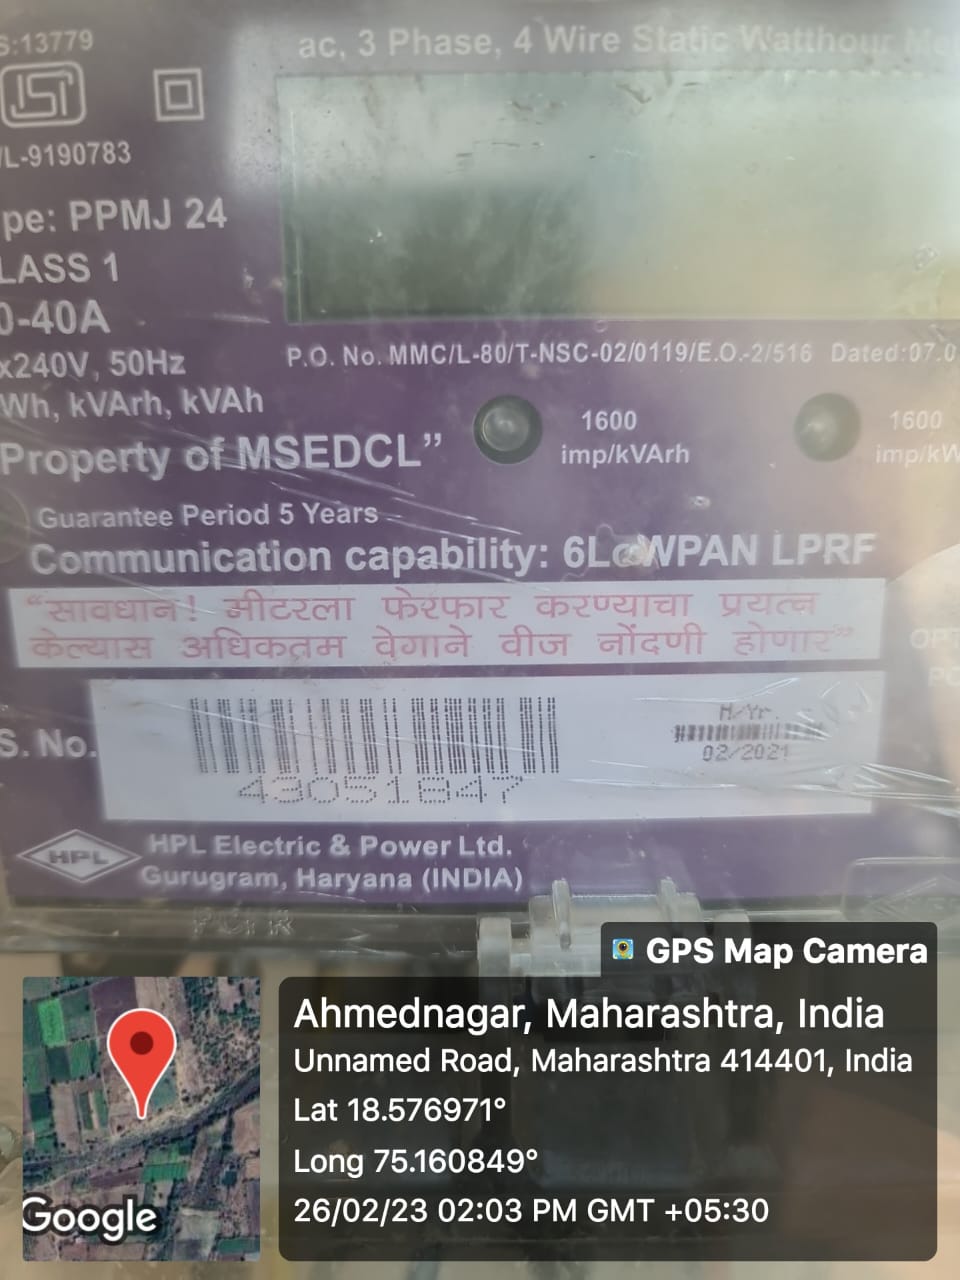 S:13779
ac, 3 Phase, 4 Wire Static Watthour Me
ISI
/L-9190783
pe: PPMJ 24
LASS 1
0-40A
x240V, 50Hz
P.O. No. MMC/L-80/T-NSC-02/0119/E.O.-2/516 Dated:07.0
Wh, kVArh, kVAh
1600
imp/kVArh
1600
imp/kW
Property of MSEDCL”
Guarantee Period 5 Years
Communication capability: 6LoWPAN LPRF
“सावधान! मीटरला फेरफार करण्याचा प्रयत्न
केल्यास अधिकतम वेगाने वीज नोंदणी होणार”
OPT
PO
S. No.
43051847
M/Yr.
02/2021
HPL
HPL Electric & Power Ltd.
Gurugram, Haryana (INDIA)
GPS Map Camera
Ahmednagar, Maharashtra, India
Unnamed Road, Maharashtra 414401, India
Lat 18.576971°
Long 75.160849°
26/02/23 02:03 PM GMT +05:30
Google